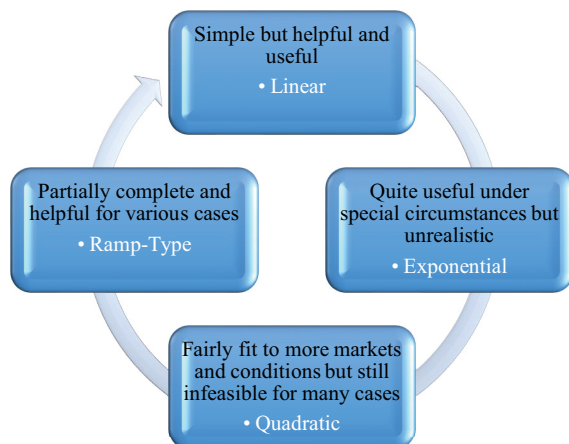 Simple but helpful and
useful
• Linear
Quite useful under
special circumstances but
unrealistic
• Exponential
Fairly fit to more markets
and conditions but still
infeasible for many cases
• Quadratic
Partially complete and
helpful for various cases
• Ramp-Type